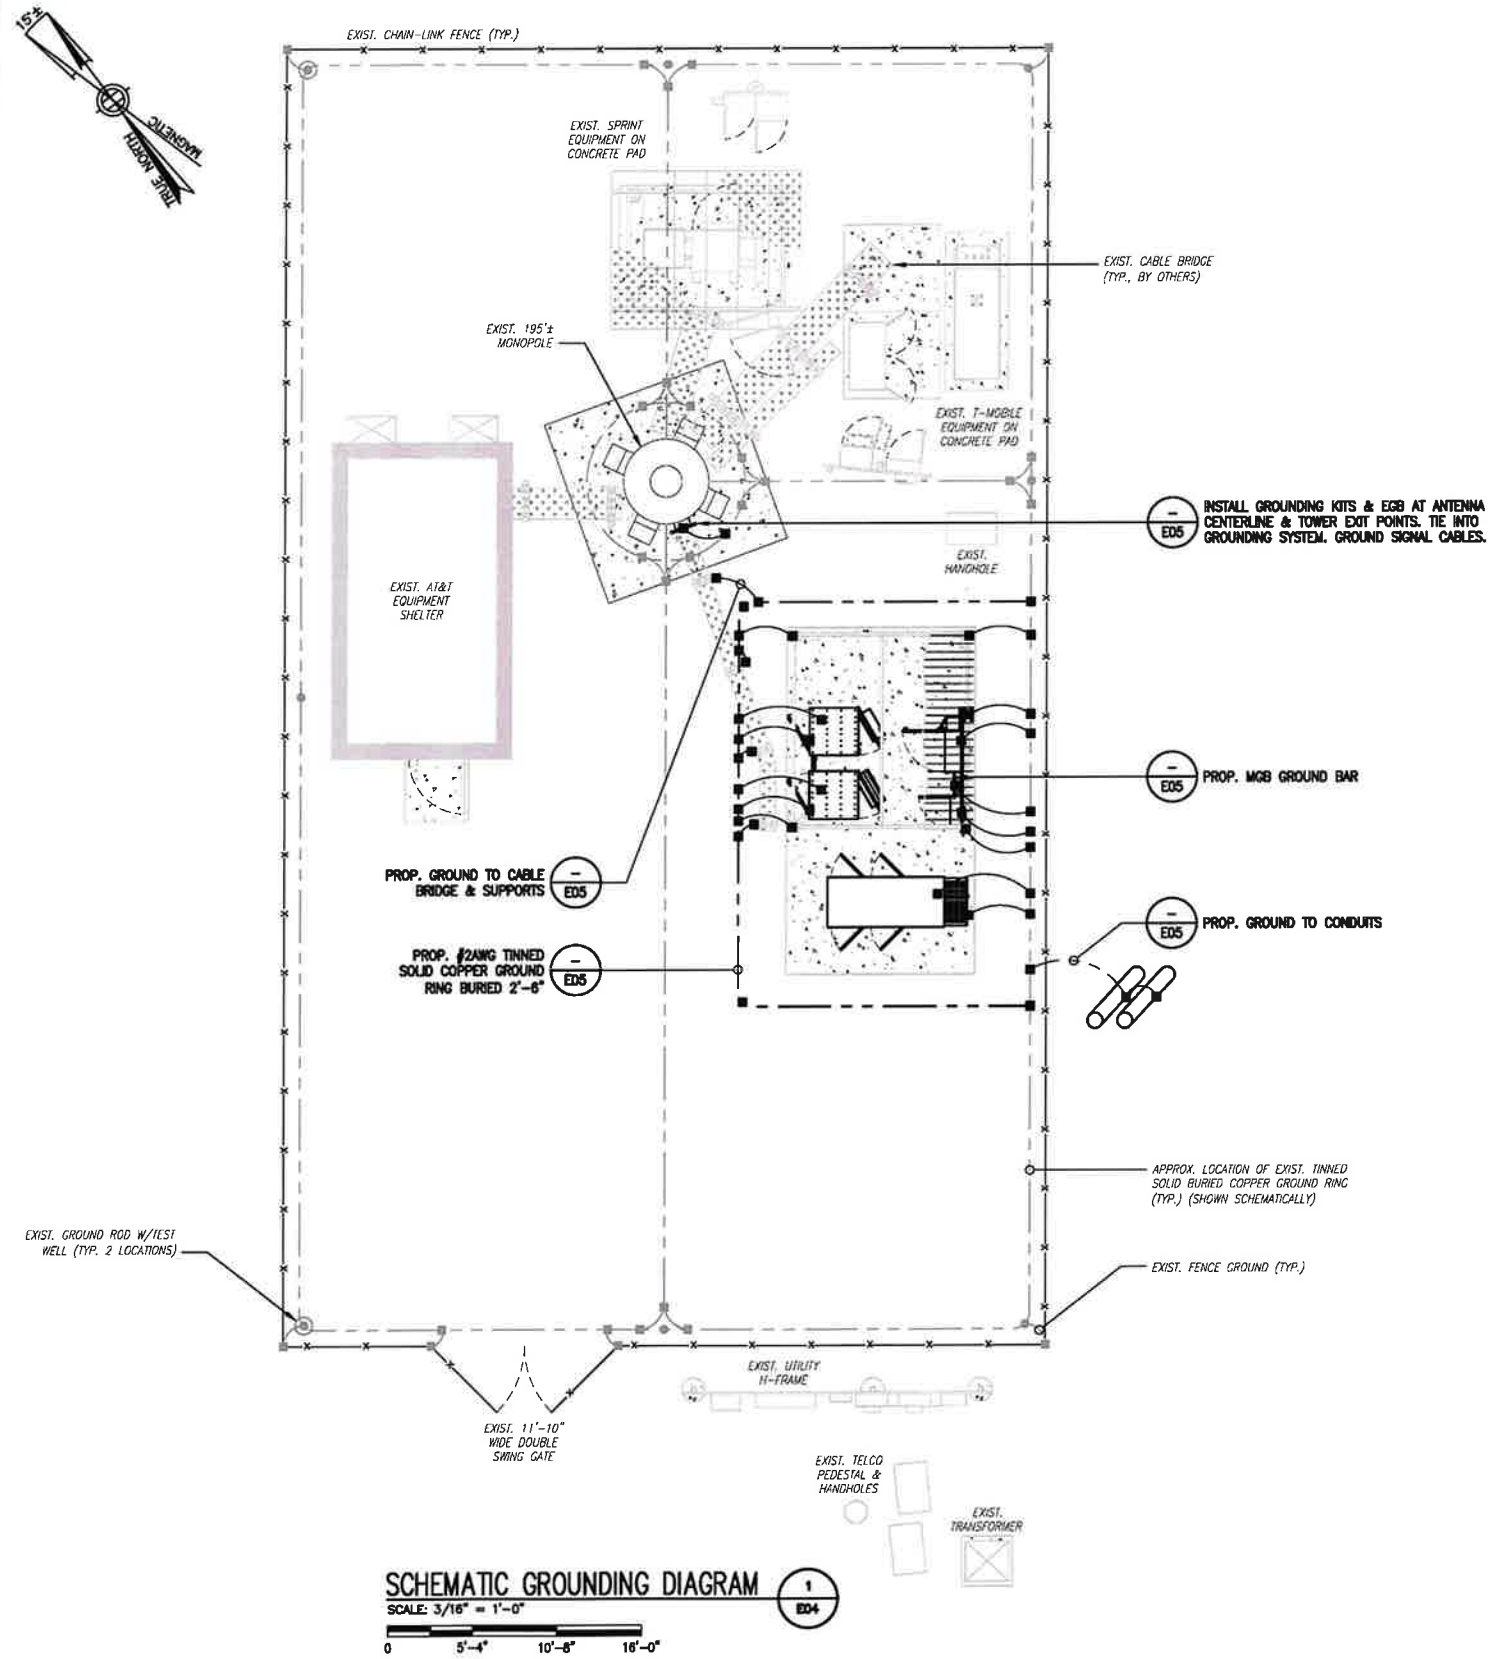 15'±
MAGNETIC
TRUE NORTH
EXIST. CHAIN-LINK FENCE (TYP.)
EXIST. SPRINT
EQUIPMENT ON
CONCRETE PAD
EXIST. CABLE BRIDGE
(TYP., BY OTHERS)
EXIST. 195'±
MONOPOLE
EXIST. T-MOBILE
EQUIPMENT ON
CONCRETE PAD
–
E05
INSTALL GROUNDING KITS & EGB AT ANTENNA
CENTERLINE & TOWER EXIT POINTS. TIE INTO
GROUNDING SYSTEM. GROUND SIGNAL CABLES.
EXIST.
HANDHOLE
EXIST. AT&T
EQUIPMENT
SHELTER
–
E05
PROP. MGB GROUND BAR
PROP. GROUND TO CABLE
BRIDGE & SUPPORTS
–
E05
–
E05
PROP. GROUND TO CONDUITS
PROP. #2AWG TINNED
SOLID COPPER GROUND
RING BURIED 2'-6"
–
E05
APPROX. LOCATION OF EXIST. TINNED
SOLID BURIED COPPER GROUND RING
(TYP.) (SHOWN SCHEMATICALLY)
EXIST. GROUND ROD W/TEST
WELL (TYP. 2 LOCATIONS)
EXIST. FENCE GROUND (TYP.)
EXIST. UTILITY
H-FRAME
EXIST. 11'-10"
WIDE DOUBLE
SWING GATE
EXIST. TELCO
PEDESTAL &
HANDHOLES
EXIST.
TRANSFORMER
SCHEMATIC GROUNDING DIAGRAM
1
E04
SCALE: 3/16" = 1'-0"
0 5'-4" 10'-8" 16'-0"